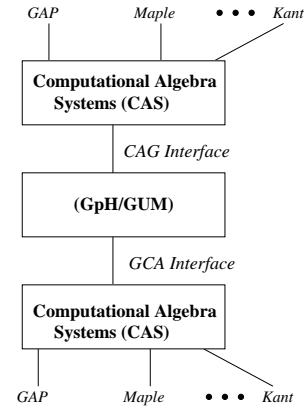 GAP Maple • • • Kant
Computational Algebra
Systems (CAS)
CAG Interface
(GpH/GUM)
GCA Interface
Computational Algebra
Systems (CAS)
GAP Maple • • • Kant